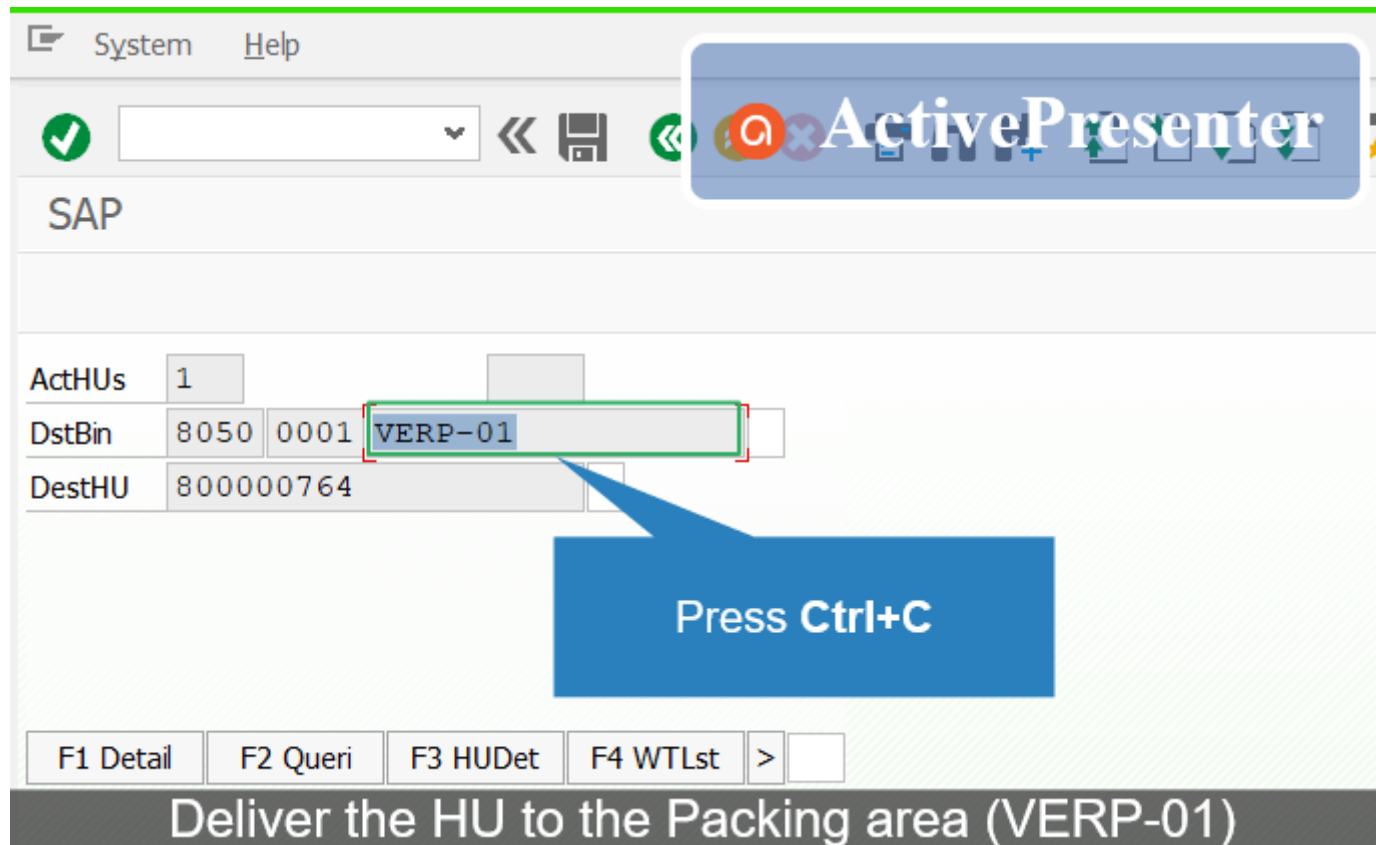 System Help
ActivePresenter
SAP
ActHUs 1
DstBin 8050 0001 VERP-01
DestHU 800000764
Press Ctrl+C
F1 Detail F2 Queri F3 HUDet F4 WTLst >
Deliver the HU to the Packing area (VERP-01)